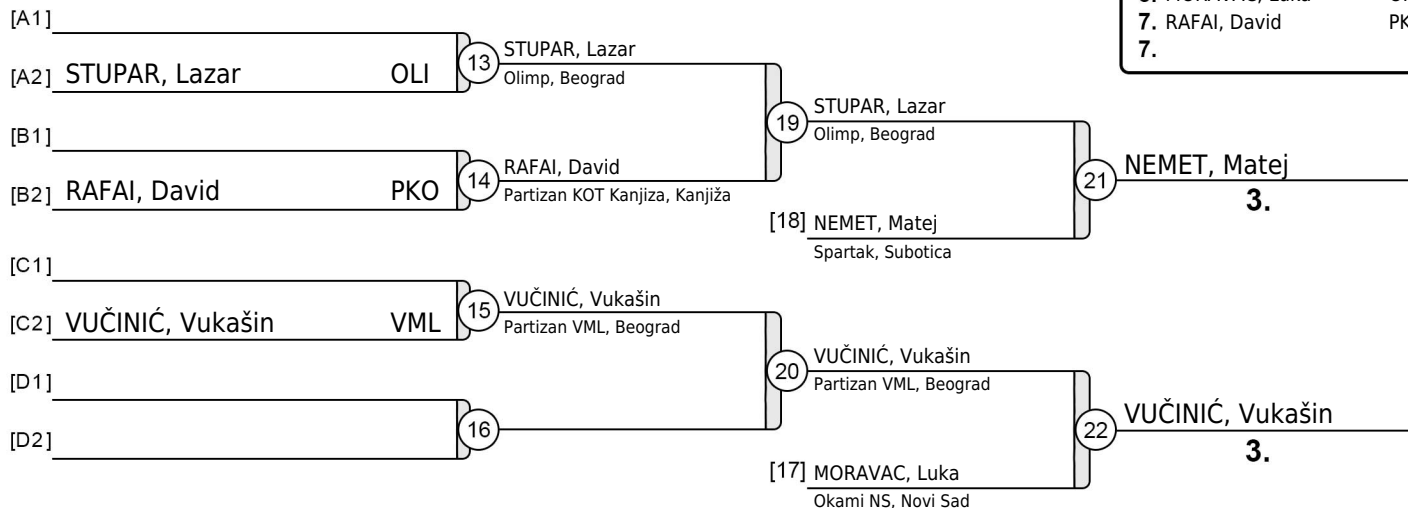 7. RAFAI, David
7.
[A1]
[A2] STUPAR, Lazar OLI
13
STUPAR, Lazar
Olimp, Beograd
[B1]
[B2] RAFAI, David PKO
14
RAFAI, David
Partizan KOT Kanjiza, Kanjiža
19
STUPAR, Lazar
Olimp, Beograd
[18] NEMET, Matej
Spartak, Subotica
21
NEMET, Matej
3.
[C1]
[C2] VUČINIĆ, Vukašin VML
15
VUČINIĆ, Vukašin
Partizan VML, Beograd
[D1]
[D2]
16
20
VUČINIĆ, Vukašin
Partizan VML, Beograd
[17] MORAVAC, Luka
Okami NS, Novi Sad
22
VUČINIĆ, Vukašin
3.